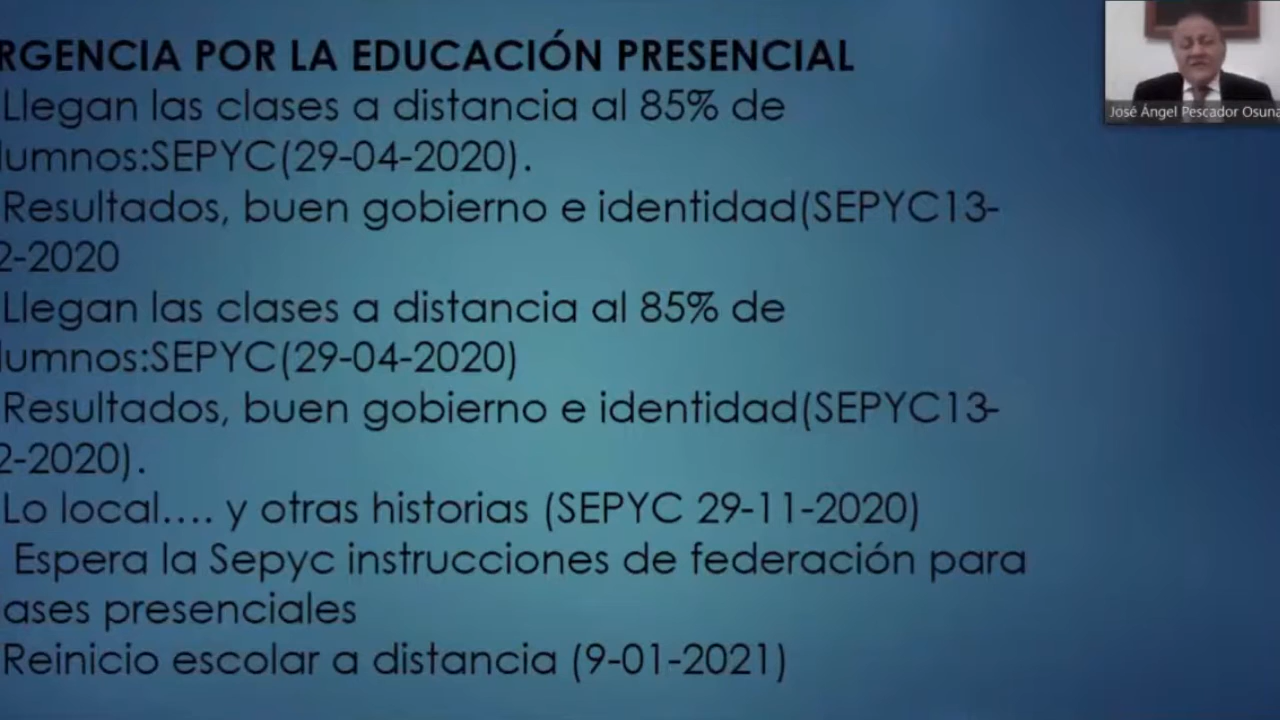 RGENCIA POR LA EDUCACIÓN PRESENCIAL
Llegan las clases a distancia al 85% de
lumnos:SEPYC(29-04-2020).
Resultados, buen gobierno e identidad(SEPYC13-
2-2020
Llegan las clases a distancia al 85% de
lumnos:SEPYC(29-04-2020)
Resultados, buen gobierno e identidad(SEPYC13-
2-2020).
Lo local.... y otras historias (SEPYC 29-11-2020)
Espera la Sepyc instrucciones de federación para
ases presenciales
Reinicio escolar a distancia (9-01-2021)
José Ángel Pescador Osuna